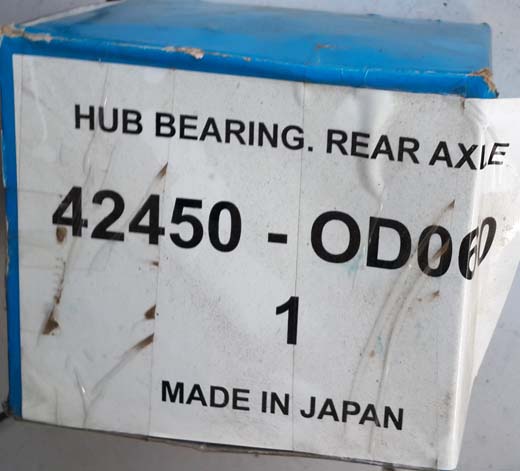 HUB BEARING. REAR AXLE
42450 - OD060
1
MADE IN JAPAN